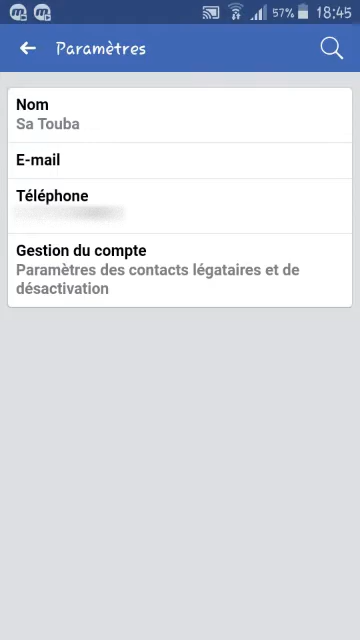 57% 18:45
Paramètres
Nom
Sa Touba
E-mail
Téléphone
Gestion du compte
Paramètres des contacts légataires et de
désactivation